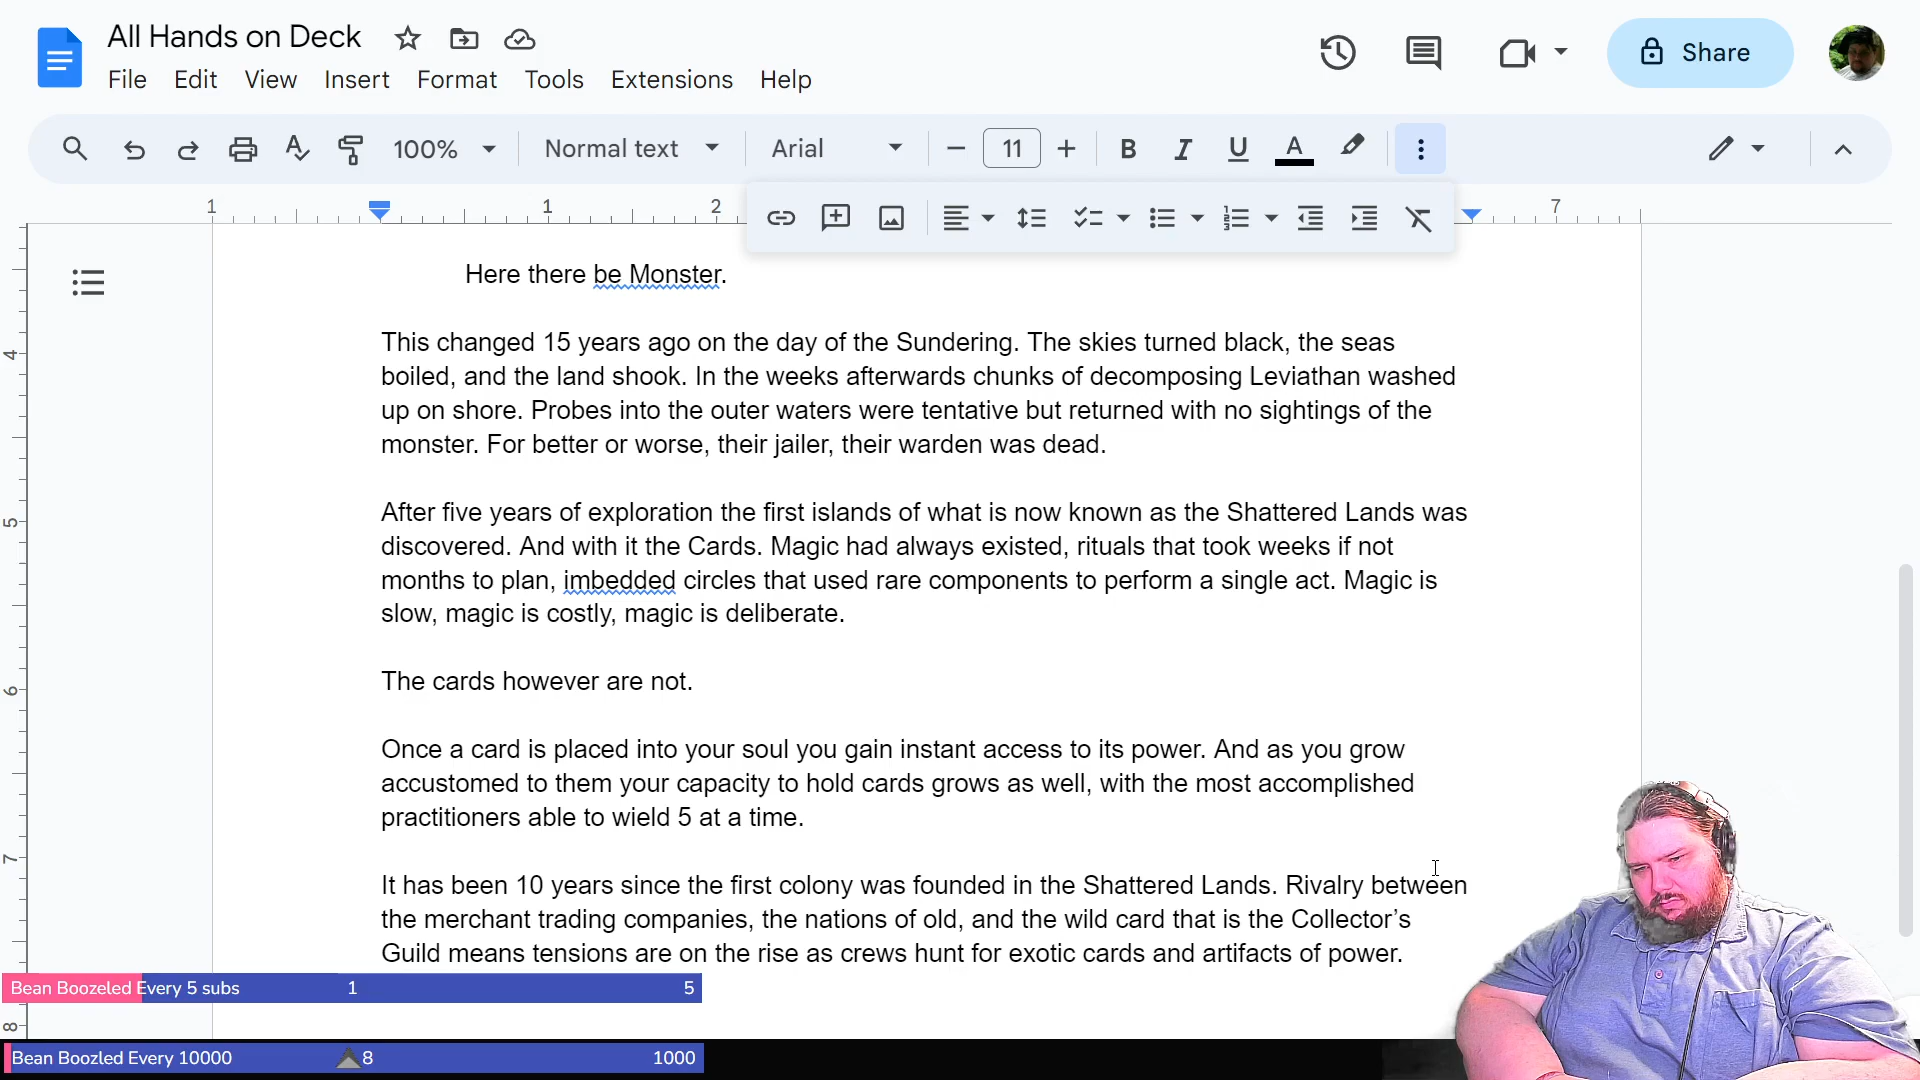 All Hands on Deck
Share
File Edit View Insert Format Tools Extensions Help
100% Normal text Arial 11 B I U A
1 1 2 7
Here there be Monster.
This changed 15 years ago on the day of the Sundering. The skies turned black, the seas
boiled, and the land shook. In the weeks afterwards chunks of decomposing Leviathan washed
up on shore. Probes into the outer waters were tentative but returned with no sightings of the
monster. For better or worse, their jailer, their warden was dead.
After five years of exploration the first islands of what is now known as the Shattered Lands was
discovered. And with it the Cards. Magic had always existed, rituals that took weeks if not
months to plan, imbedded circles that used rare components to perform a single act. Magic is
slow, magic is costly, magic is deliberate.
The cards however are not.
Once a card is placed into your soul you gain instant access to its power. And as you grow
accustomed to them your capacity to hold cards grows as well, with the most accomplished
practitioners able to wield 5 at a time.
It has been 10 years since the first colony was founded in the Shattered Lands. Rivalry between
the merchant trading companies, the nations of old, and the wild card that is the Collector’s
Guild means tensions are on the rise as crews hunt for exotic cards and artifacts of power.
4
5
6
7
8
Bean Boozeled Every 5 subs 1 5
Bean Boozled Every 10000 8 1000